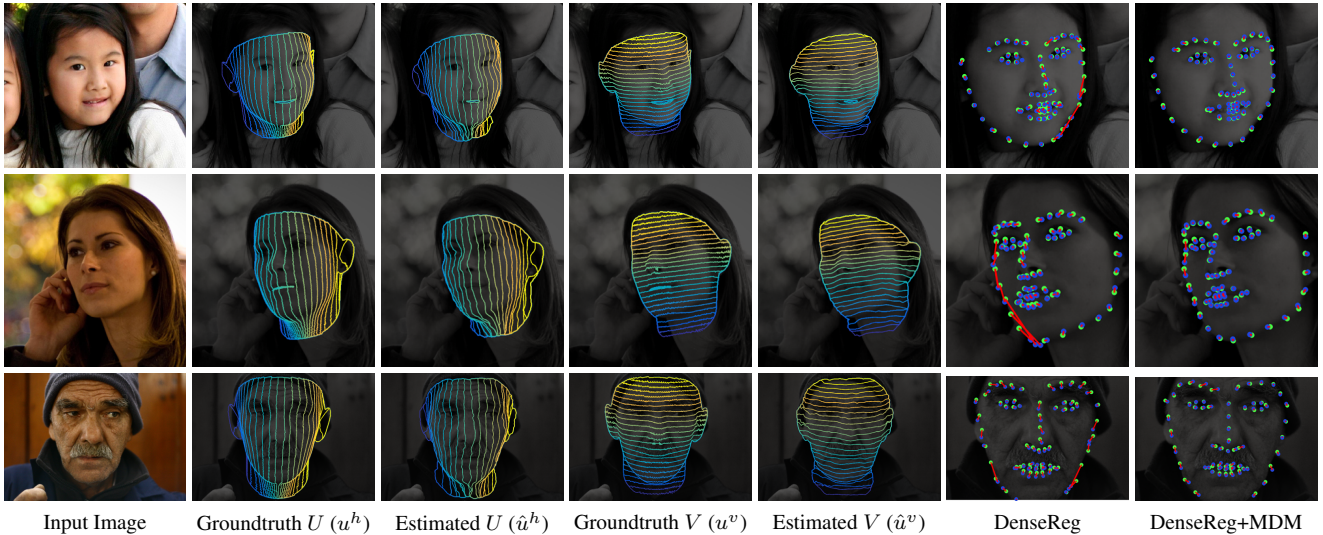 Input Image
Groundtruth U (u^h)
Estimated U (û^h)
Groundtruth V (u^v)
Estimated V (û^v)
DenseReg
DenseReg+MDM